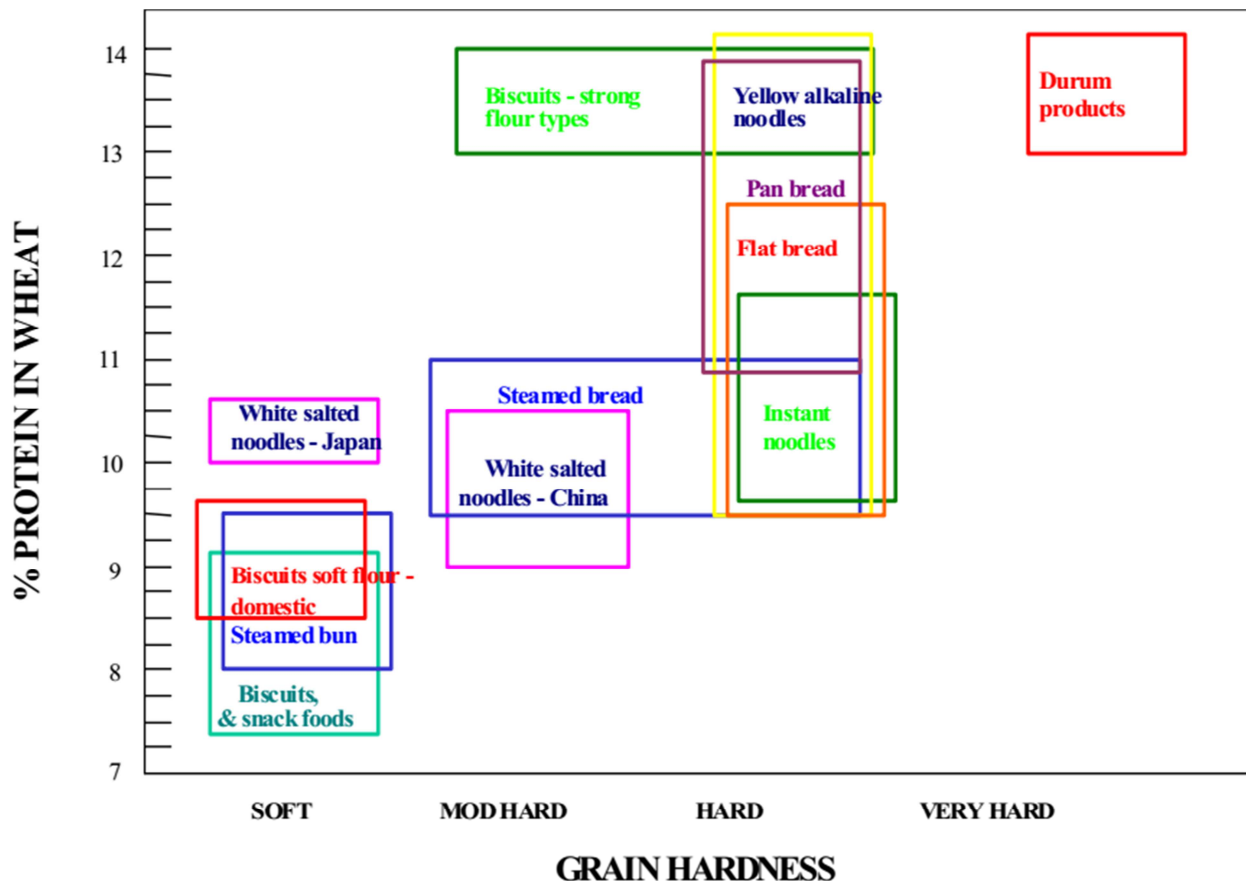 % PROTEIN IN WHEAT
14
13
12
11
10
9
8
7
Biscuits - strong
flour types
Yellow alkaline
noodles
Durum
products
Pan bread
Flat bread
Steamed bread
Instant
noodles
White salted
noodles - Japan
White salted
noodles - China
Biscuits soft flour -
domestic
Steamed bun
Biscuits,
& snack foods
SOFT
MOD HARD
HARD
VERY HARD
GRAIN HARDNESS